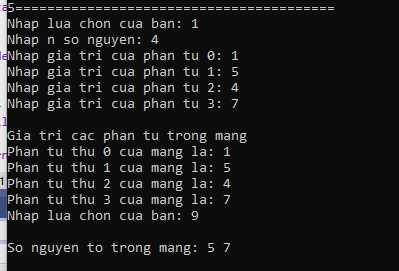 5========================================
Nhap lua chon cua ban: 1
Nhap n so nguyen: 4
Nhap gia tri cua phan tu 0: 1
Nhap gia tri cua phan tu 1: 5
Nhap gia tri cua phan tu 2: 4
Nhap gia tri cua phan tu 3: 7
Gia tri cac phan tu trong mang
Phan tu thu 0 cua mang la: 1
Phan tu thu 1 cua mang la: 5
Phan tu thu 2 cua mang la: 4
Phan tu thu 3 cua mang la: 7
Nhap lua chon cua ban: 9
So nguyen to trong mang: 5 7